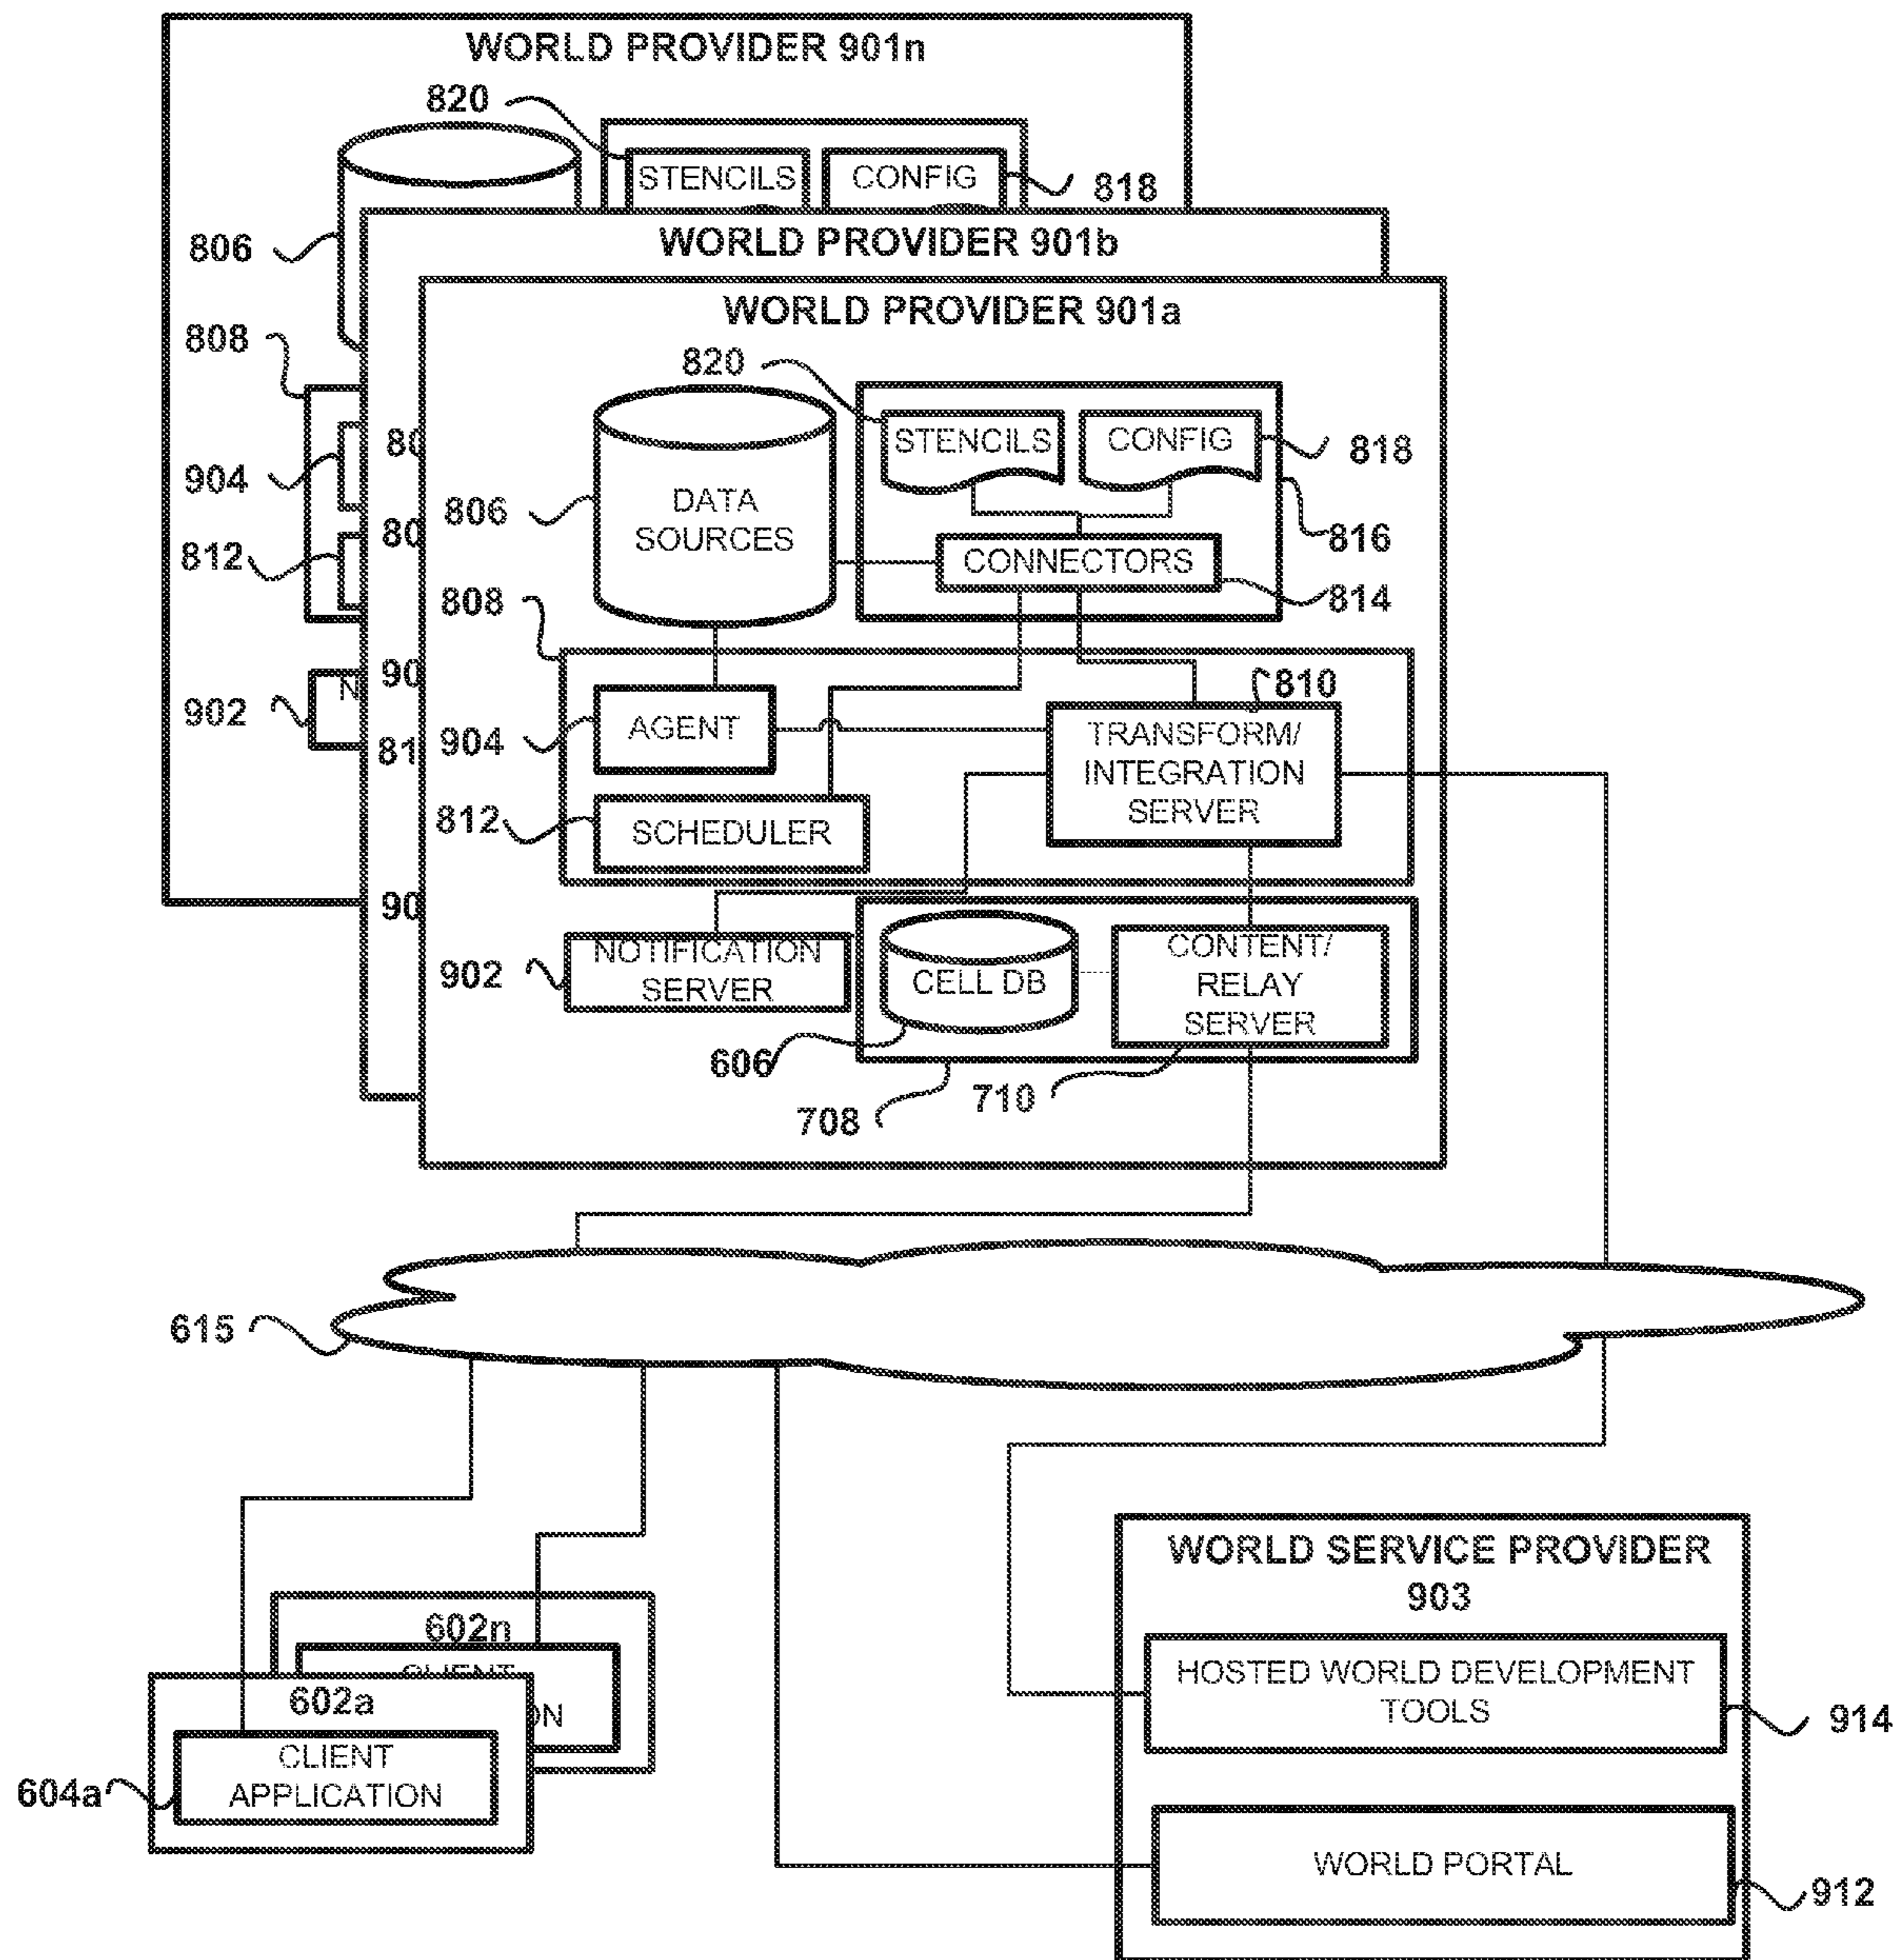 WORLD PROVIDER 901n
820
STENCILS
CONFIG
818
806
WORLD PROVIDER 901b
WORLD PROVIDER 901a
808
820
STENCILS
CONFIG
818
904
806
DATA
SOURCES
816
812
CONNECTORS
808
814
810
902
N
904
AGENT
TRANSFORM/
INTEGRATION
SERVER
812
SCHEDULER
902
NOTIFICATION
SERVER
CELL DB
CONTENT/
RELAY
SERVER
606
710
708
615
WORLD SERVICE PROVIDER
903
602n
CLIENT
ON
602a
HOSTED WORLD DEVELOPMENT
TOOLS
914
604a
CLIENT
APPLICATION
WORLD PORTAL
912